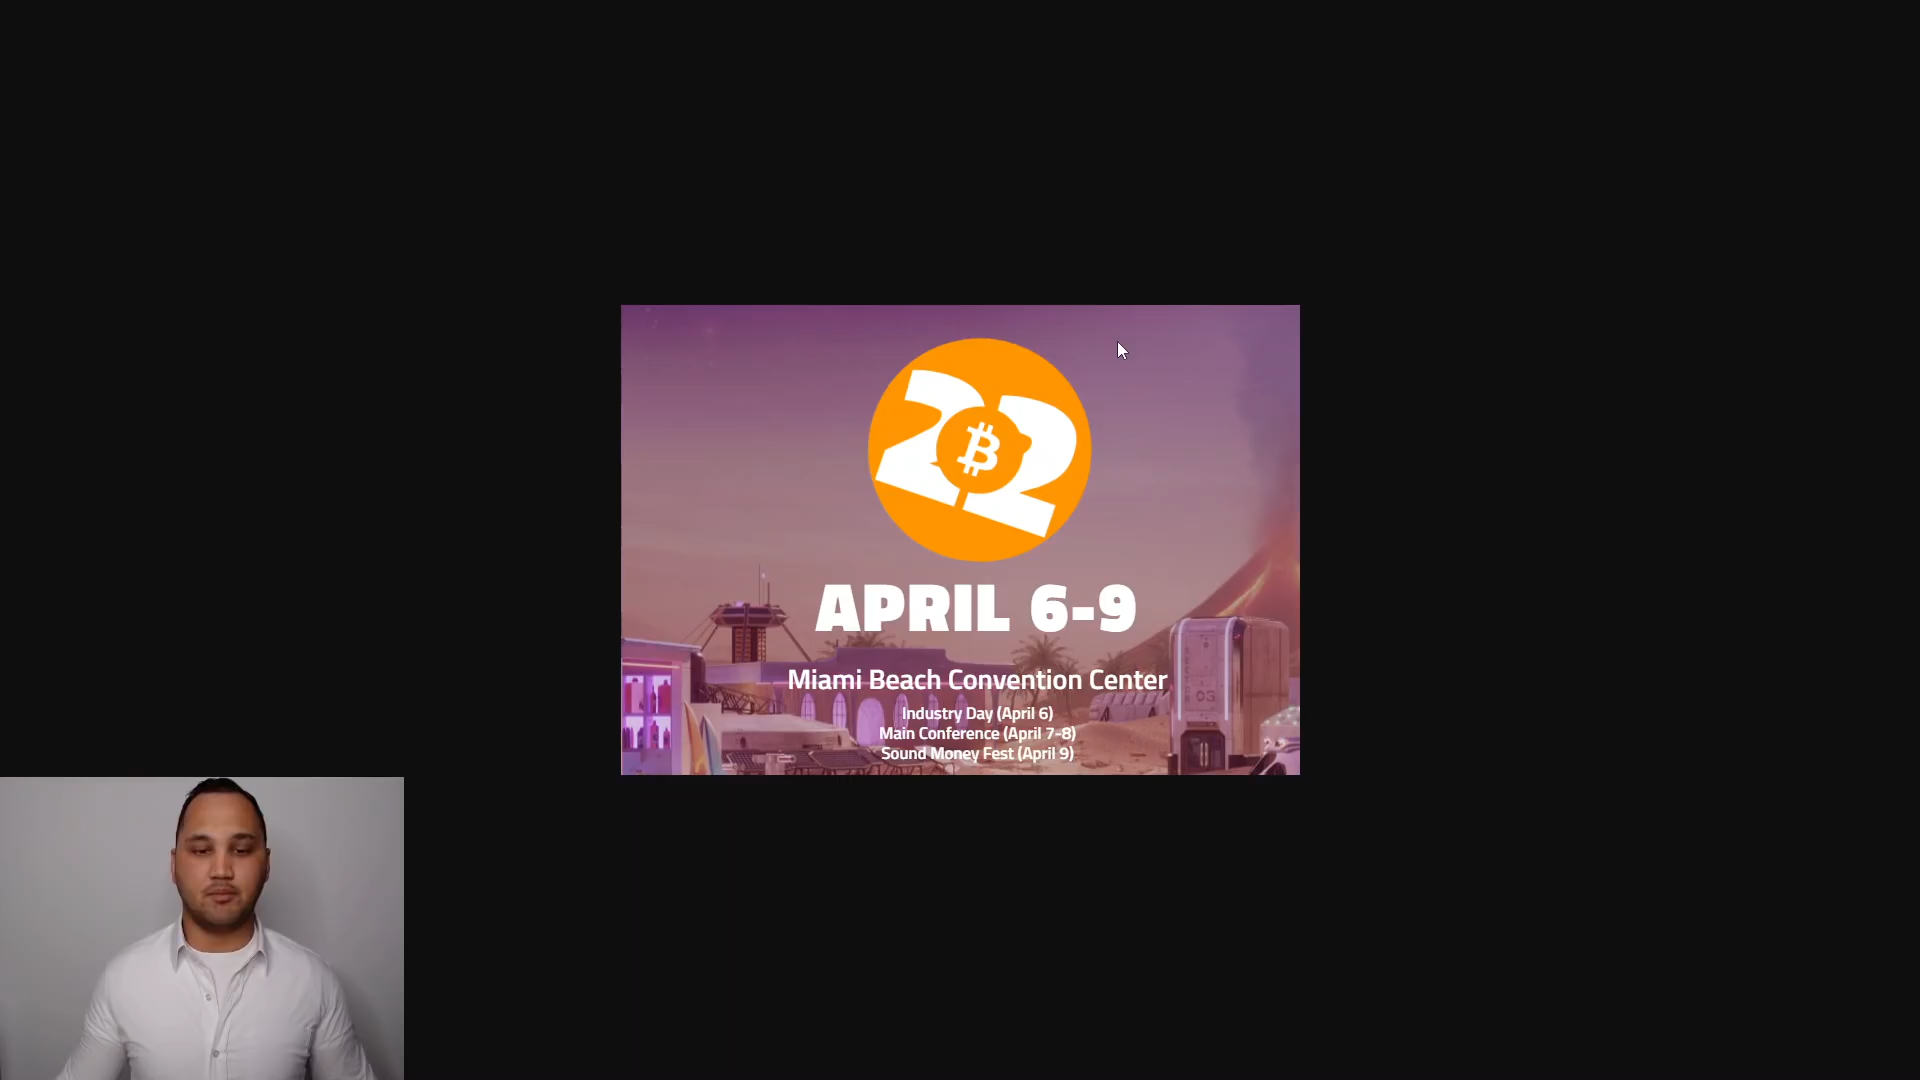 22
APRIL 6-9
Miami Beach Convention Center
Industry Day (April 6)
Main Conference (April 7-8)
Sound Money Fest (April 9)
03